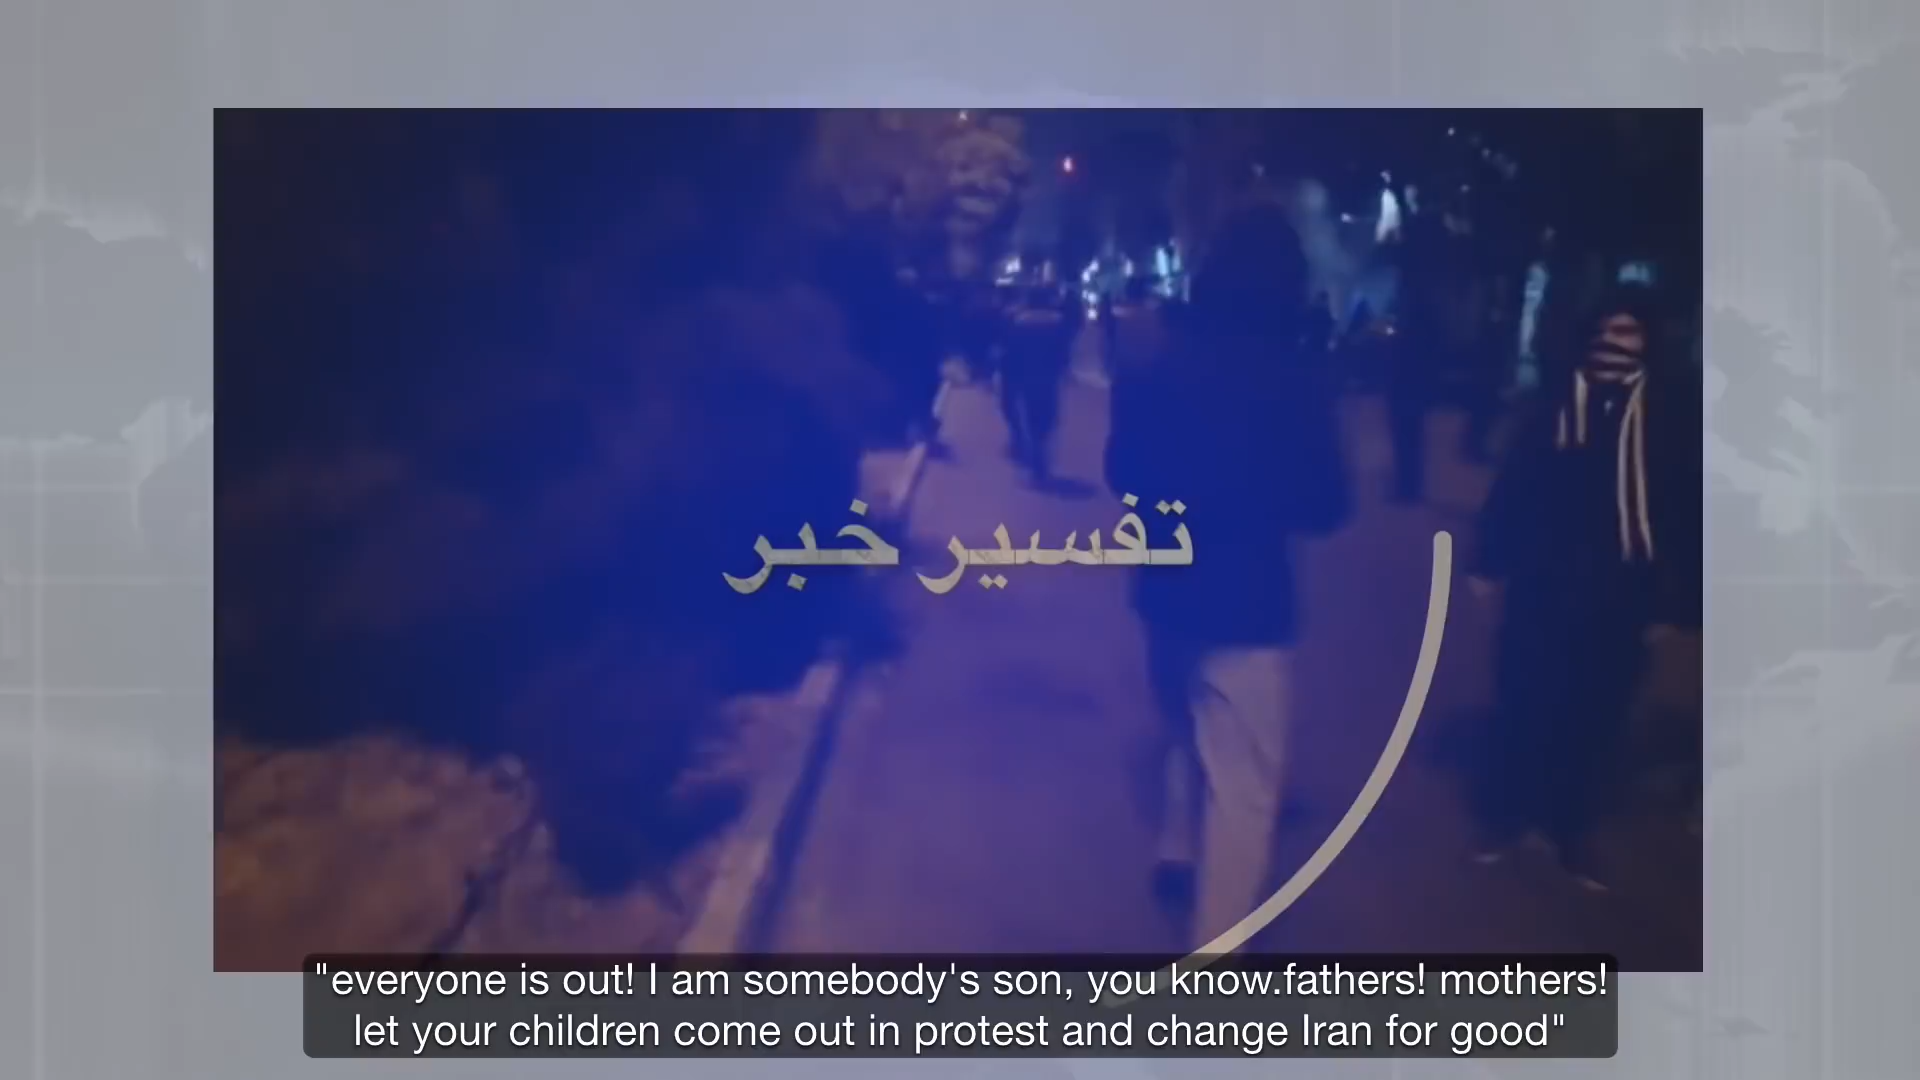 تفسیر خبر
"everyone is out! I am somebody's son, you know.fathers! mothers!
let your children come out in protest and change Iran for good"